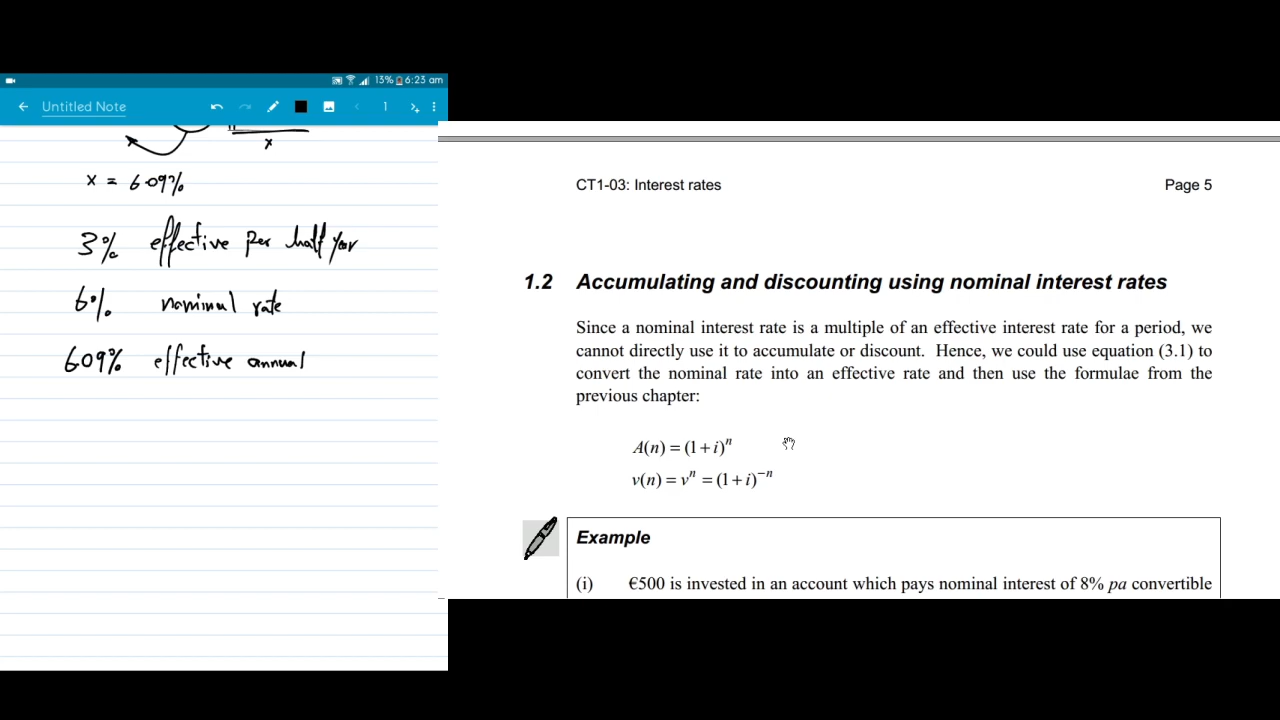 13% 6:23 am
Untitled Note
1
x
x = 6.09%
3% effective per half year
6% nominal rate
6.09% effective annual
CT1-03: Interest rates
Page 5
1.2 Accumulating and discounting using nominal interest rates
Since a nominal interest rate is a multiple of an effective interest rate for a period, we
cannot directly use it to accumulate or discount. Hence, we could use equation (3.1) to
convert the nominal rate into an effective rate and then use the formulae from the
previous chapter:
A(n) = (1 + i)^n
v(n) = v^n = (1 + i)^−n
Example
(i) €500 is invested in an account which pays nominal interest of 8% pa convertible